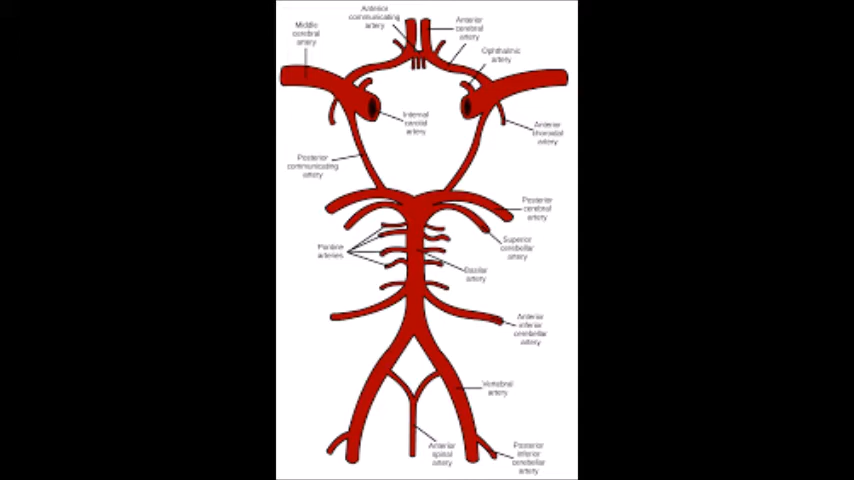 Anterior
communicating
artery
Middle
cerebral
artery
Anterior
cerebral
artery
Ophthalmic
artery
Internal
carotid
artery
Anterior
choroidal
artery
Posterior
communicating
artery
Posterior
cerebral
artery
Superior
cerebellar
artery
Pontine
arteries
Basilar
artery
Anterior
inferior
cerebellar
artery
Vertebral
artery
Anterior
spinal
artery
Posterior
inferior
cerebellar
artery